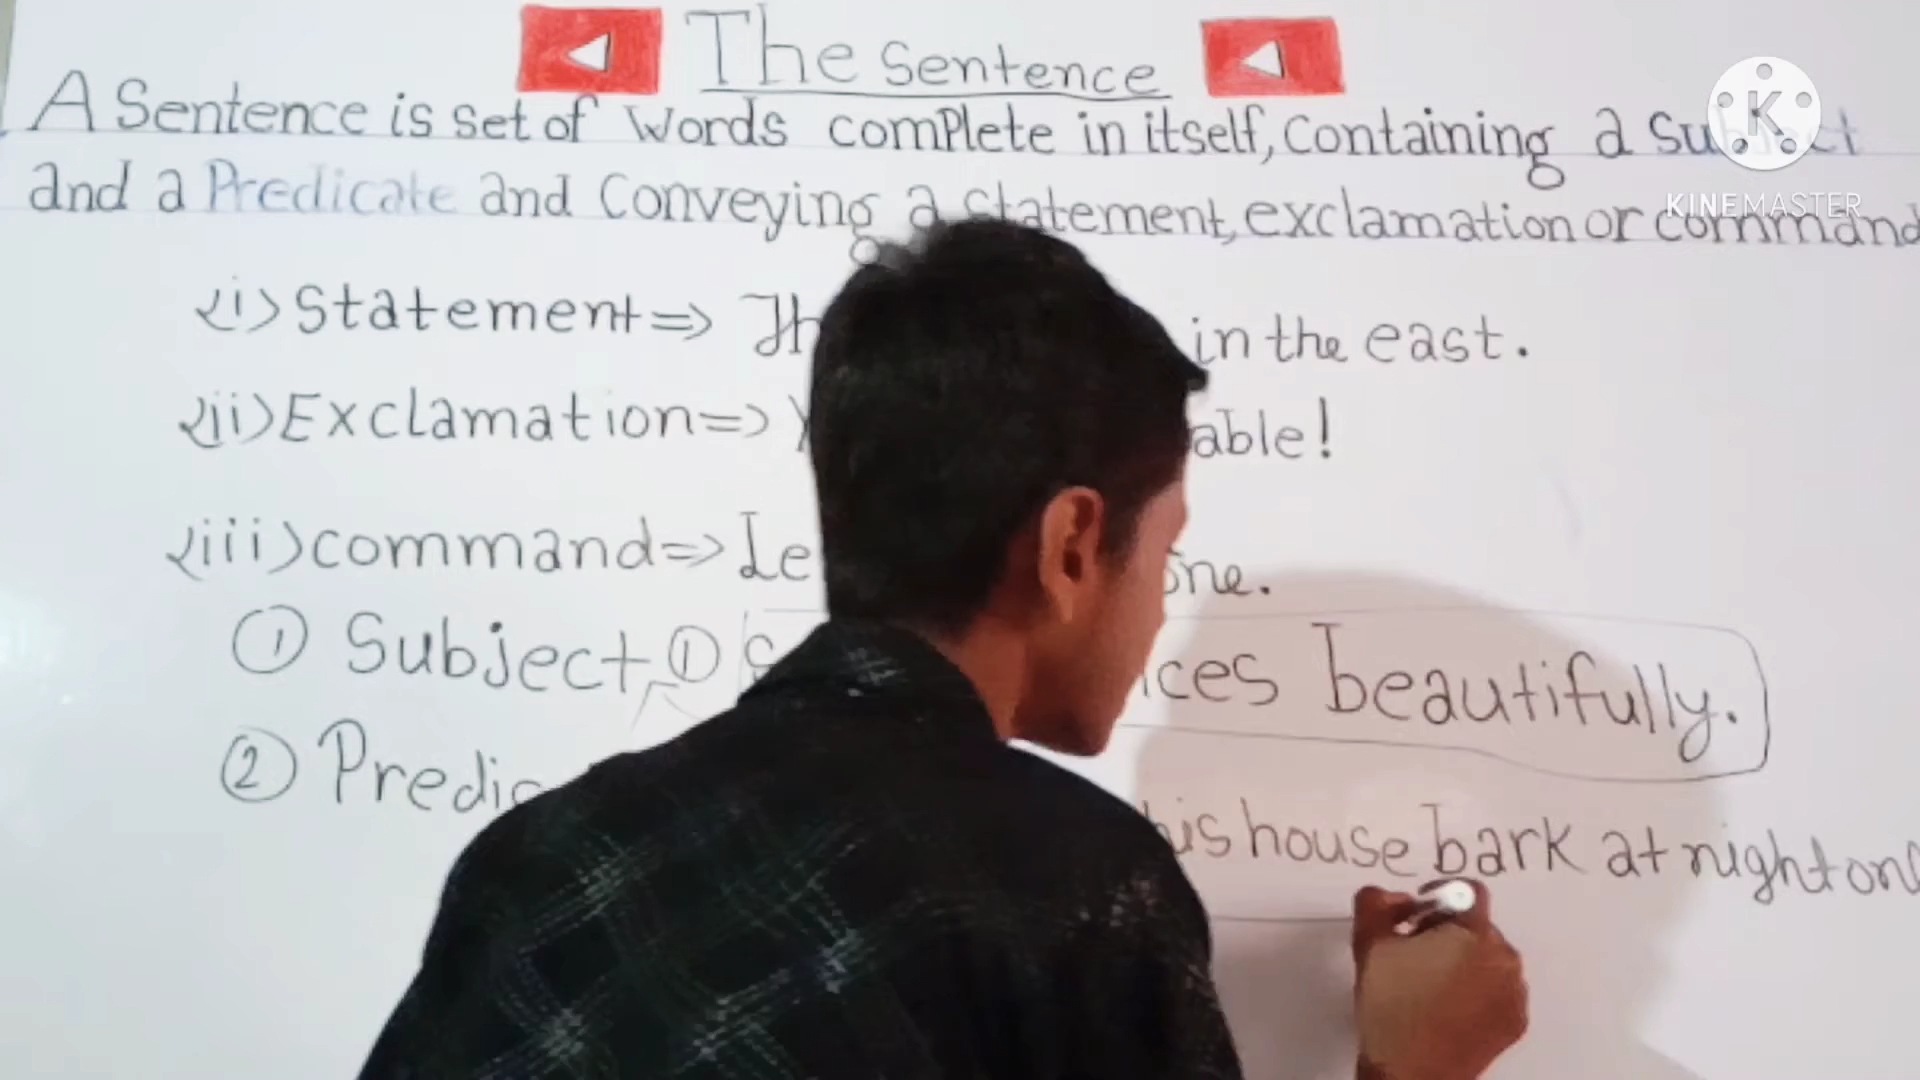 The Sentence
A Sentence is set of Words complete in itself, Containing a Subject
and a Predicate and Conveying a statement, exclamation or command
(i) Statement => in the east.
(ii) Exclamation => able!
(iii) command => Le one.
① Subject ① ces beautifully.
② Predic
his house bark at night on
K
KINEMASTER